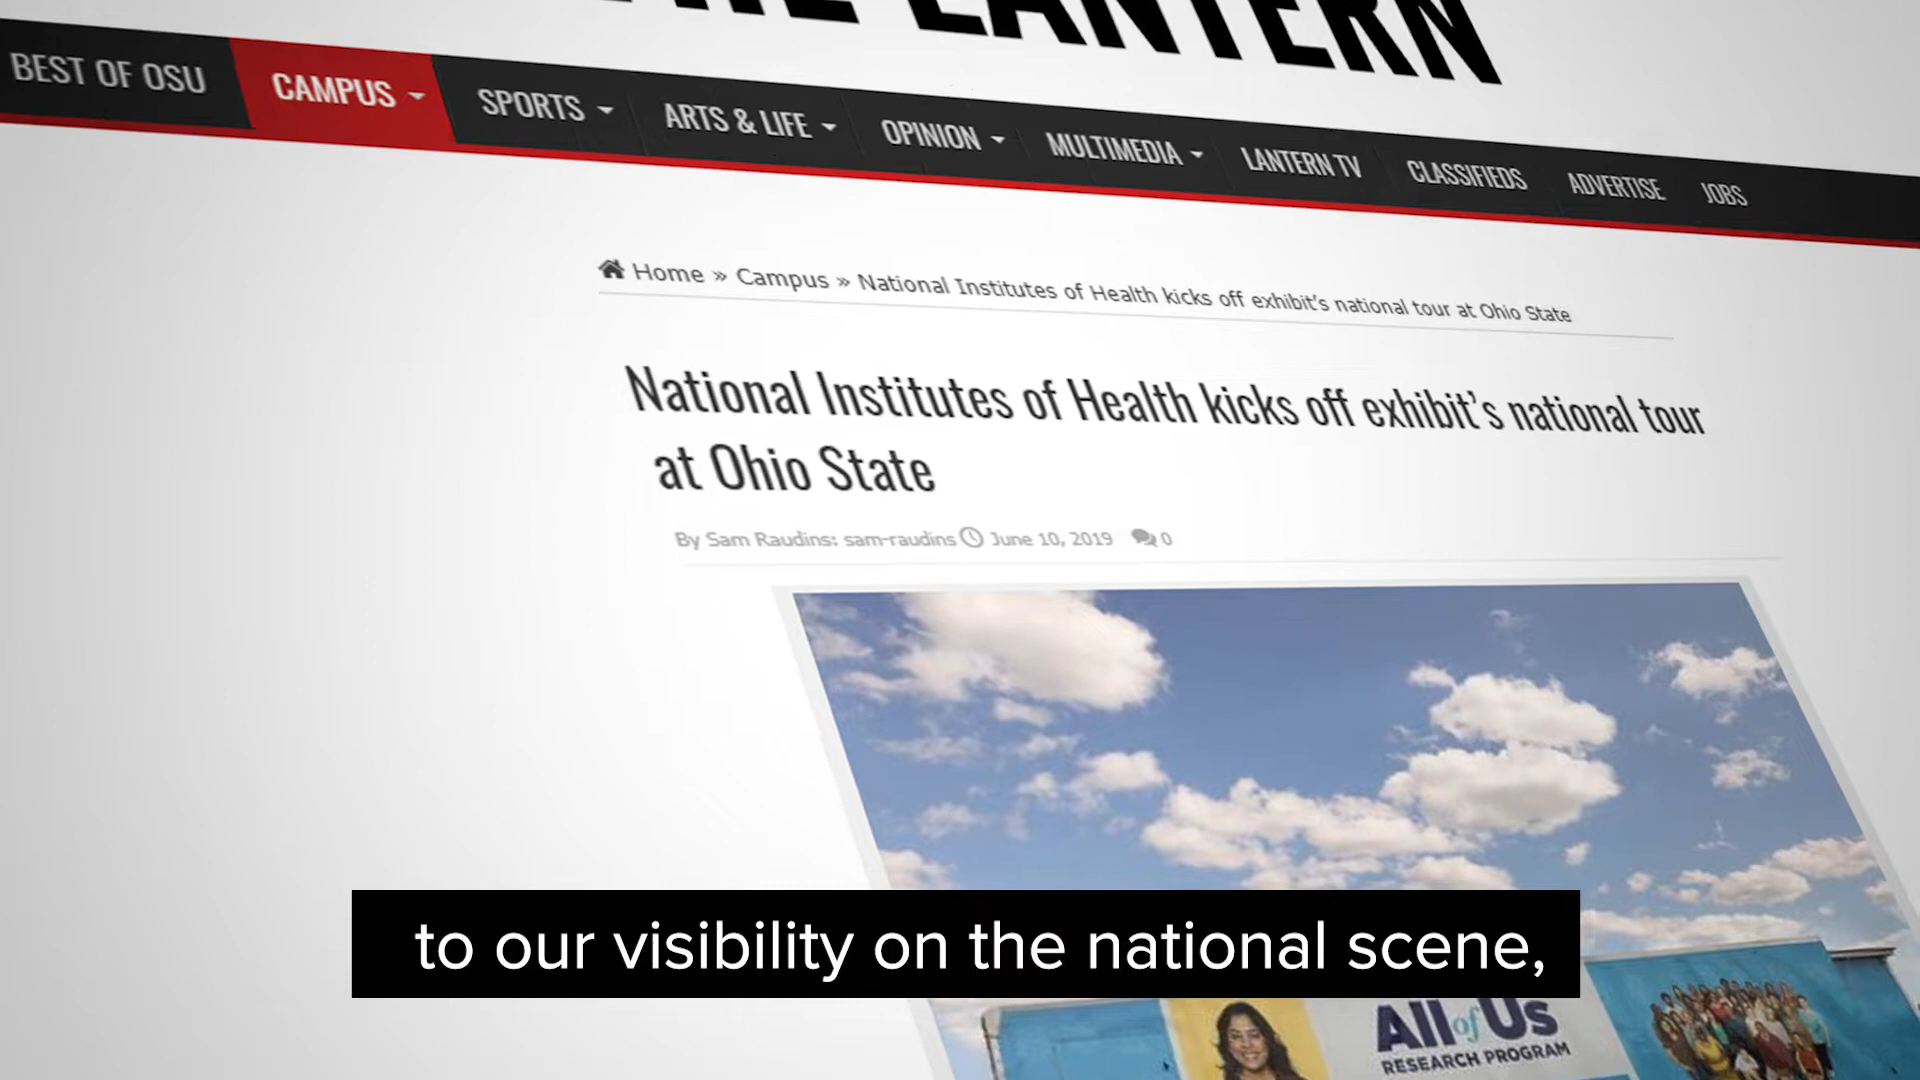 LANTERN
BEST OF OSU CAMPUS SPORTS ARTS & LIFE OPINION MULTIMEDIA LANTERN TV CLASSIFIEDS ADVERTISE JOBS
Home » Campus » National Institutes of Health kicks off exhibit's national tour at Ohio State
National Institutes of Health kicks off exhibit's national tour
at Ohio State
By Sam Raudins: sam-raudins June 10, 2019 0
to our visibility on the national scene,
All of Us
RESEARCH PROGRAM